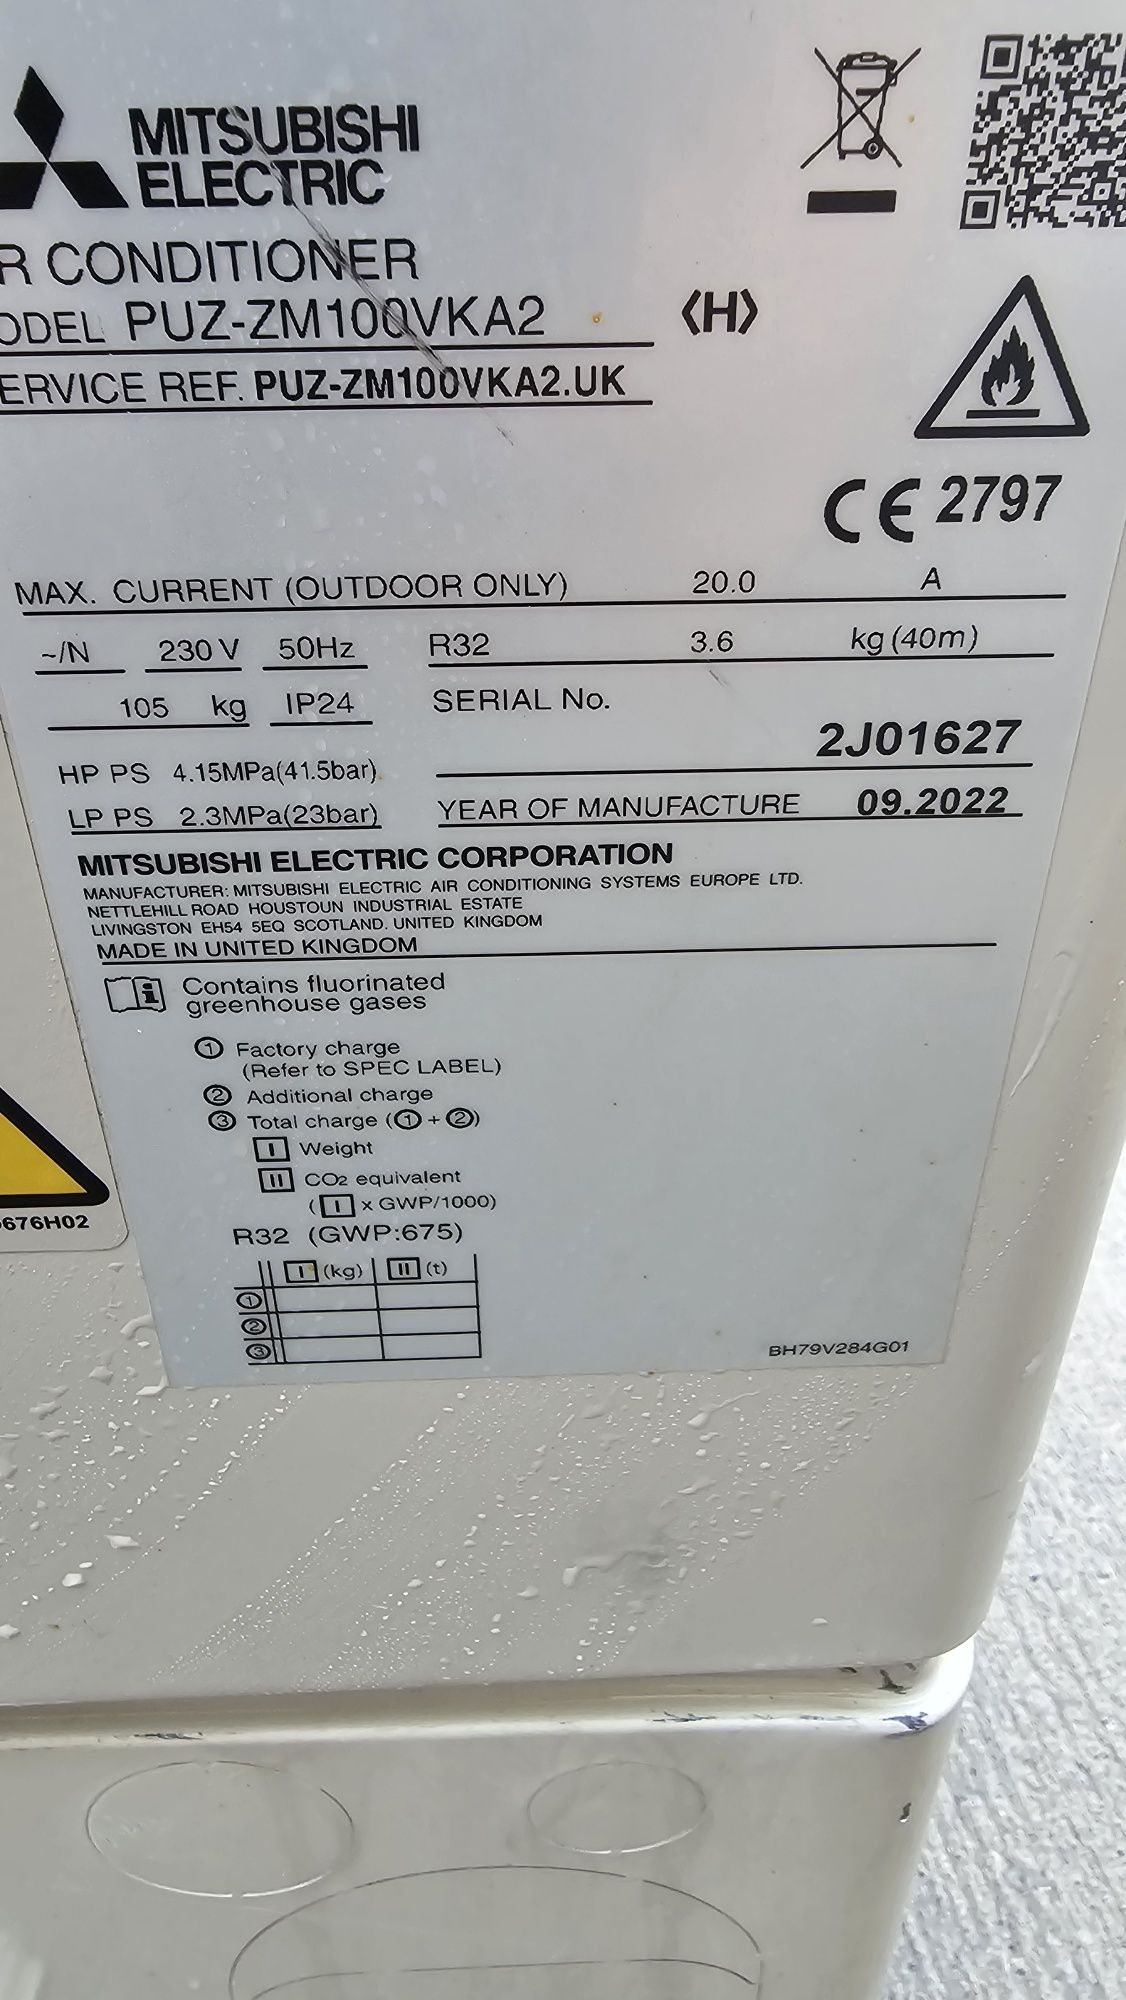 MITSUBISHI
ELECTRIC
R CONDITIONER
ODEL PUZ-ZM100VKA2 〈H〉
ERVICE REF. PUZ-ZM100VKA2.UK
CE 2797
MAX. CURRENT (OUTDOOR ONLY) 20.0 A
~/N 230 V 50Hz R32 3.6 kg (40m)
105 kg IP24 SERIAL No.
2J01627
HP PS 4.15MPa(41.5bar)
LP PS 2.3MPa(23bar) YEAR OF MANUFACTURE 09.2022
MITSUBISHI ELECTRIC CORPORATION
MANUFACTURER: MITSUBISHI ELECTRIC AIR CONDITIONING SYSTEMS EUROPE LTD.
NETTLEHILL ROAD HOUSTOUN INDUSTRIAL ESTATE
LIVINGSTON EH54 5EQ SCOTLAND. UNITED KINGDOM
MADE IN UNITED KINGDOM
i Contains fluorinated
greenhouse gases
① Factory charge
(Refer to SPEC LABEL)
② Additional charge
③ Total charge (① + ②)
I Weight
II CO₂ equivalent
( I x GWP/1000)
676H02
R32 (GWP:675)
I (kg) II (t)
①
②
③
BH79V284G01